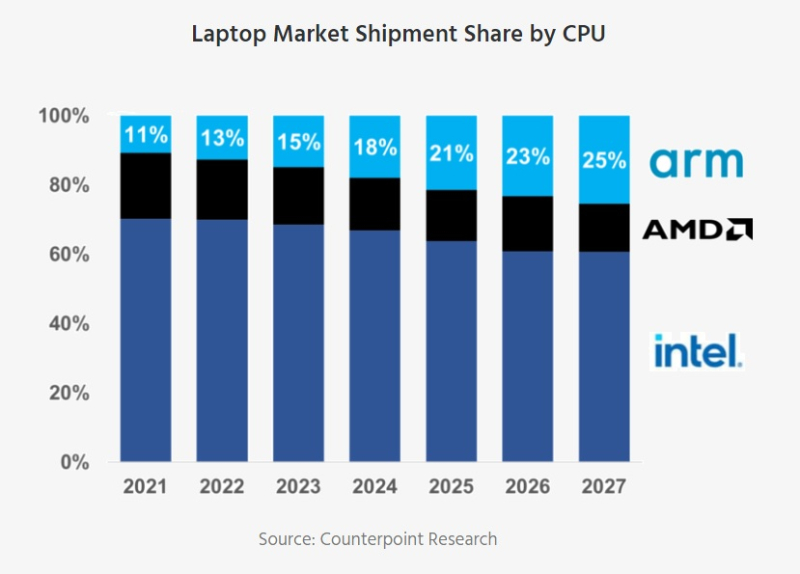 Laptop Market Shipment Share by CPU
100%
80%
60%
40%
20%
0%
11%
13%
15%
18%
21%
23%
25%
arm
AMD
intel.
2021 2022 2023 2024 2025 2026 2027
Source: Counterpoint Research